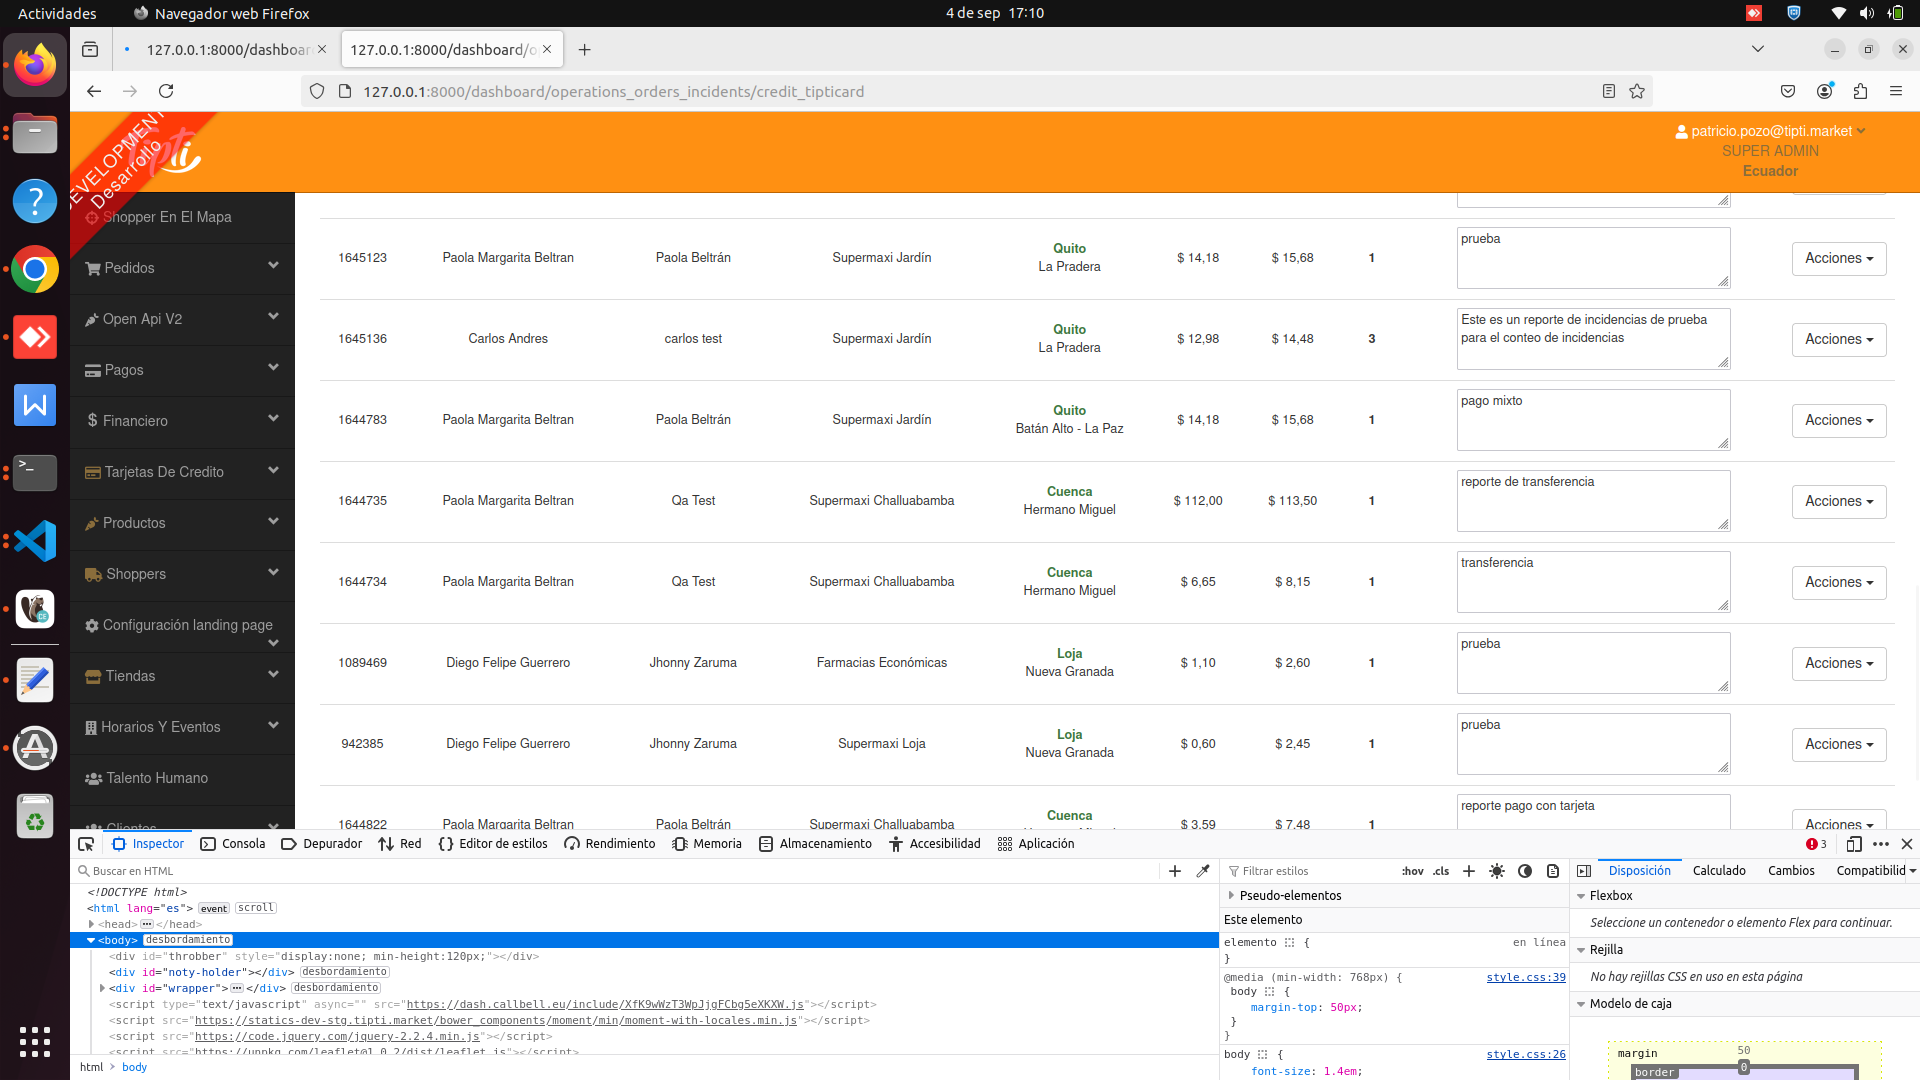 Actividades
Navegador web Firefox
4 de sep 17:10
127.0.0.1:8000/dashboar
127.0.0.1:8000/dashboard/o
127.0.0.1:8000/dashboard/operations_orders_incidents/credit_tipticard
DEVELOPMENT
Desarrollo
Tipti
patricio.pozo@tipti.market
SUPER ADMIN
Ecuador
Shopper En El Mapa
Pedidos
Open Api V2
Pagos
Financiero
Tarjetas De Credito
Productos
Shoppers
Configuración landing page
Tiendas
Horarios Y Eventos
Talento Humano
Clientes
1645123 Paola Margarita Beltran Paola Beltrán Supermaxi Jardín Quito La Pradera $ 14,18 $ 15,68 1 prueba Acciones
1645136 Carlos Andres carlos test Supermaxi Jardín Quito La Pradera $ 12,98 $ 14,48 3 Este es un reporte de incidencias de prueba para el conteo de incidencias Acciones
1644783 Paola Margarita Beltran Paola Beltrán Supermaxi Jardín Quito Batán Alto - La Paz $ 14,18 $ 15,68 1 pago mixto Acciones
1644735 Paola Margarita Beltran Qa Test Supermaxi Challuabamba Cuenca Hermano Miguel $ 112,00 $ 113,50 1 reporte de transferencia Acciones
1644734 Paola Margarita Beltran Qa Test Supermaxi Challuabamba Cuenca Hermano Miguel $ 6,65 $ 8,15 1 transferencia Acciones
1089469 Diego Felipe Guerrero Jhonny Zaruma Farmacias Económicas Loja Nueva Granada $ 1,10 $ 2,60 1 prueba Acciones
942385 Diego Felipe Guerrero Jhonny Zaruma Supermaxi Loja Loja Nueva Granada $ 0,60 $ 2,45 1 prueba Acciones
1644822 Paola Margarita Beltran Paola Beltrán Supermaxi Challuabamba Cuenca $ 3,59 $ 7,48 1 reporte pago con tarjeta Acciones
Inspector Consola Depurador Red Editor de estilos Rendimiento Memoria Almacenamiento Accesibilidad Aplicación 3
Buscar en HTML
<!DOCTYPE html>
<html lang="es"> event scroll
<head> </head>
<body> desbordamiento
<div id="throbber" style="display:none; min-height:120px;"></div>
<div id="noty-holder"></div> desbordamiento
<div id="wrapper"> </div> desbordamiento
<script type="text/javascript" async="" src="https://dash.callbell.eu/include/XfK9wWzT3WpJjgFCbg5eXKXW.js"></script>
<script src="https://statics-dev-stg.tipti.market/bower_components/moment/min/moment-with-locales.min.js"></script>
<script src="https://code.jquery.com/jquery-2.2.4.min.js"></script>
<script src="https://unpkg.com/leaflet@1.0.2/dist/leaflet.js"></script>
html > body
Filtrar estilos :hov .cls
Pseudo-elementos
Este elemento
elemento { en línea
}
@media (min-width: 768px) { style.css:39
body {
margin-top: 50px;
}
}
body { style.css:26
font-size: 1.4em;
Disposición Calculado Cambios Compatibilid
Flexbox
Seleccione un contenedor o elemento Flex para continuar.
Rejilla
No hay rejillas CSS en uso en esta página
Modelo de caja
margin 50
border 0